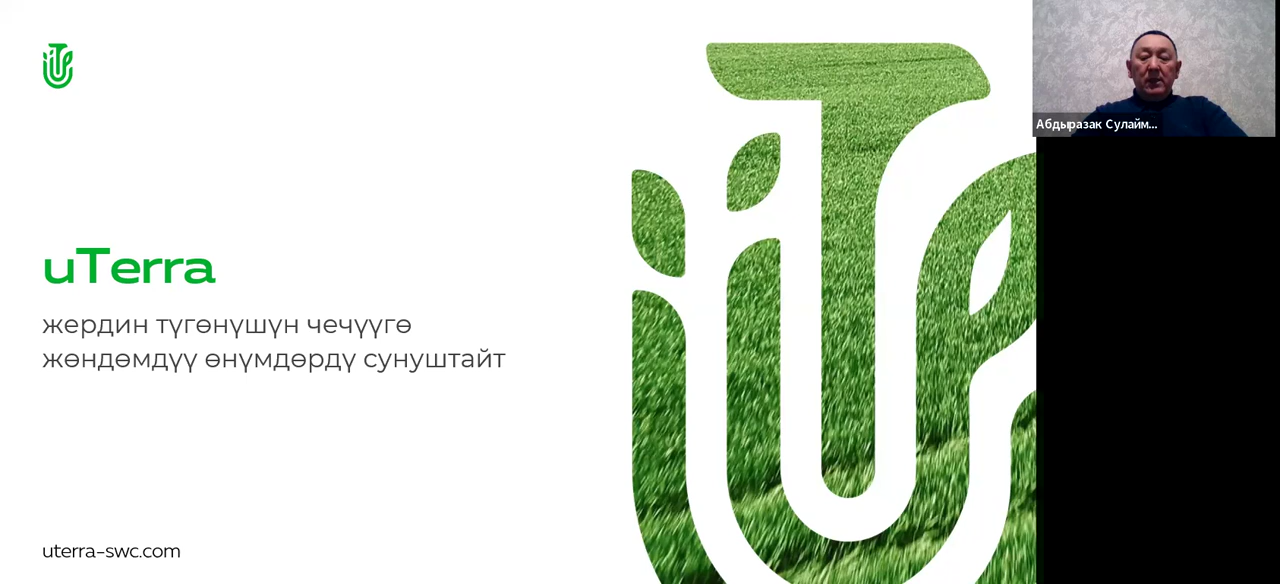 uTerra
жердин түгөнүшүн чечүүгө
жөндөмдүү өнүмдөрдү сунуштайт
uterra-swc.com
Абдыразак Сулайм...